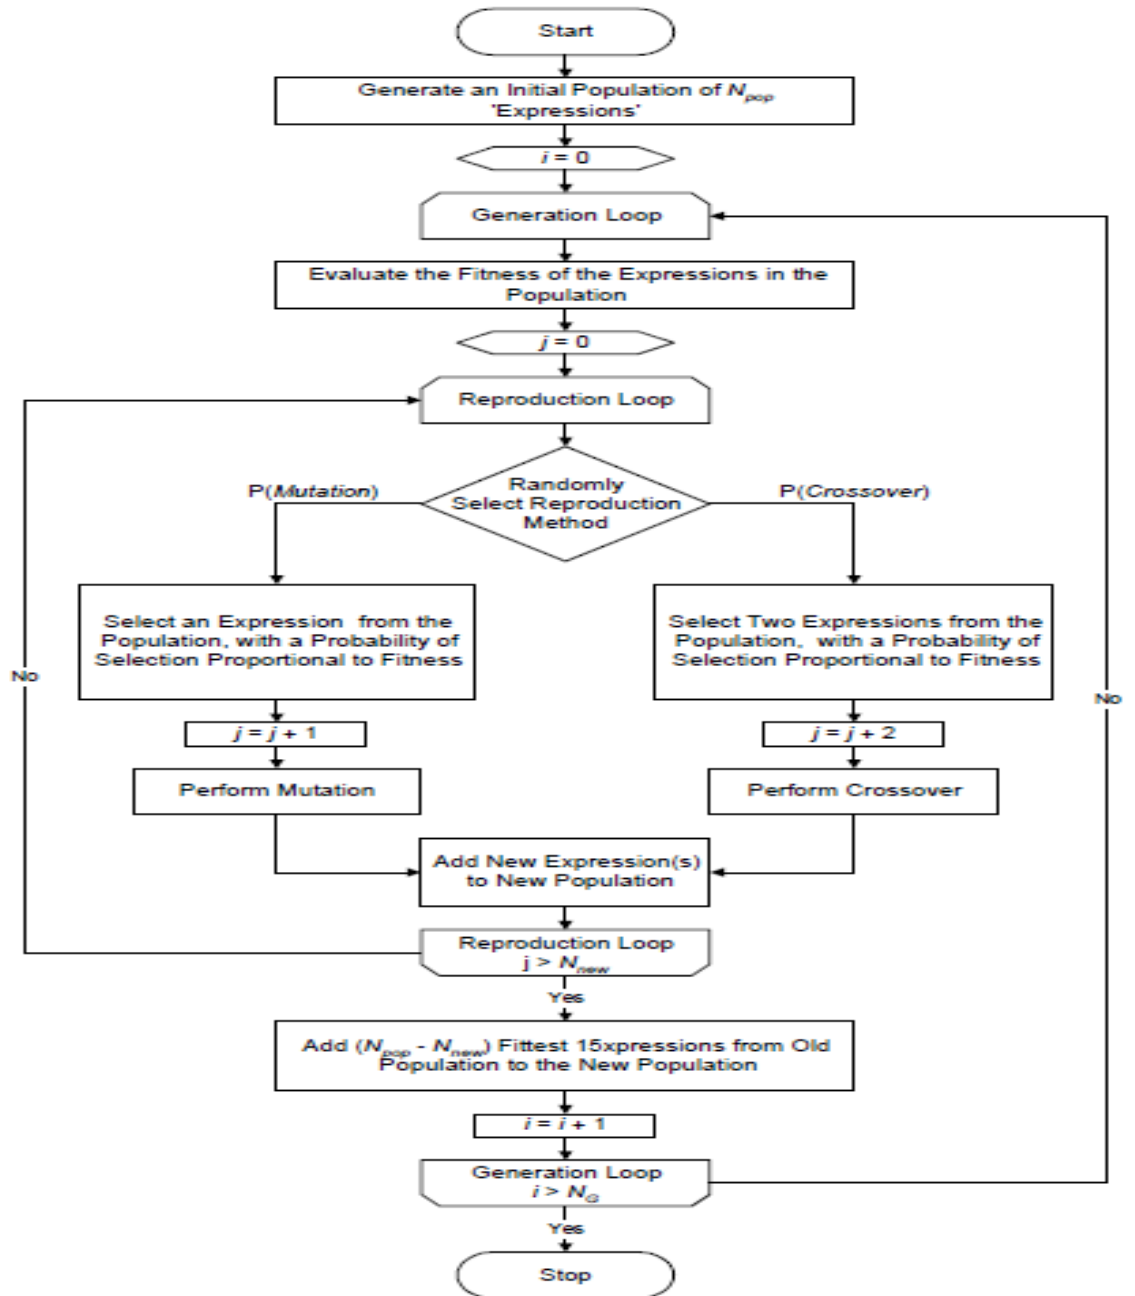 Start
Generate an Initial Population of Npop
'Expressions'
i = 0
Generation Loop
Evaluate the Fitness of the Expressions in the
Population
j = 0
Reproduction Loop
Randomly
Select Reproduction
Method
P(Mutation)
P(Crossover)
Select an Expression from the
Population, with a Probability of
Selection Proportional to Fitness
Select Two Expressions from the
Population, with a Probability of
Selection Proportional to Fitness
No
No
j = j + 1
j = j + 2
Perform Mutation
Perform Crossover
Add New Expression(s)
to New Population
Reproduction Loop
j > Nnew
Yes
Add (Npop - Nnew) Fittest 15xpressions from Old
Population to the New Population
i = i + 1
Generation Loop
i > NG
Yes
Stop